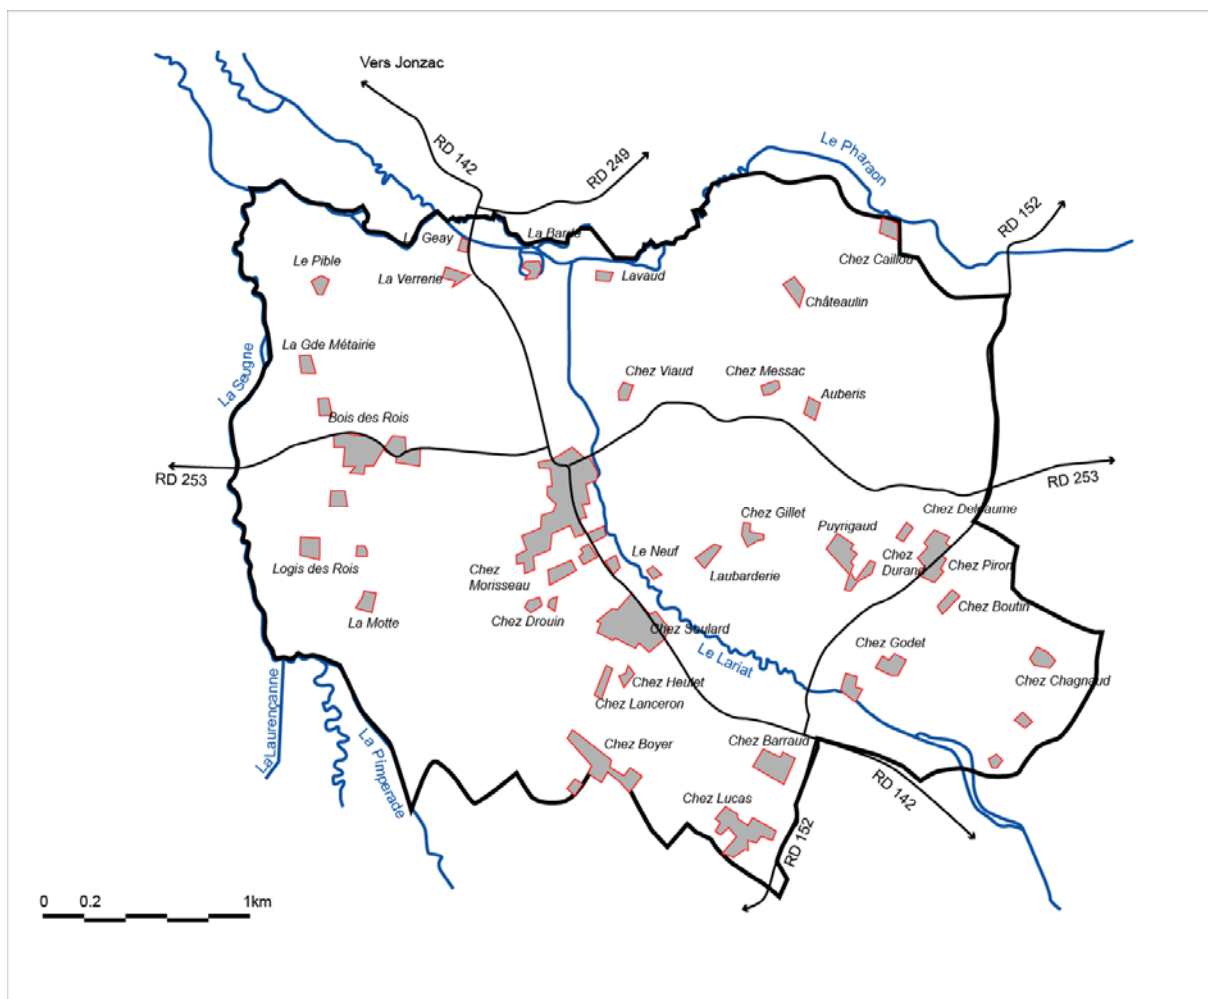 Vers Jonzac
RD 142
RD 249
Le Pharaon
RD 152
Le Geay
La Barde
Chez Caillou
Le Pible
La Verrerie
Lavaud
Châteaulin
La Gde Métairie
La Seugne
Chez Viaud
Chez Messac
Auberis
Bois des Rois
RD 253
RD 253
Chez Gillet
Puyrigaud
Chez Delaume
Chez
Durand
Chez Piron
Le Neuf
Laubarderie
Chez
Morisseau
Logis des Rois
La Motte
Chez Drouin
Chez Boutin
Chez Soulard
Le Lariat
Chez Godet
Chez Chagnaud
Chez Heulet
Chez Lanceron
La Laurençanne
La Pimperade
Chez Boyer
Chez Barraud
RD 142
Chez Lucas
RD 152
0 0.2 1km